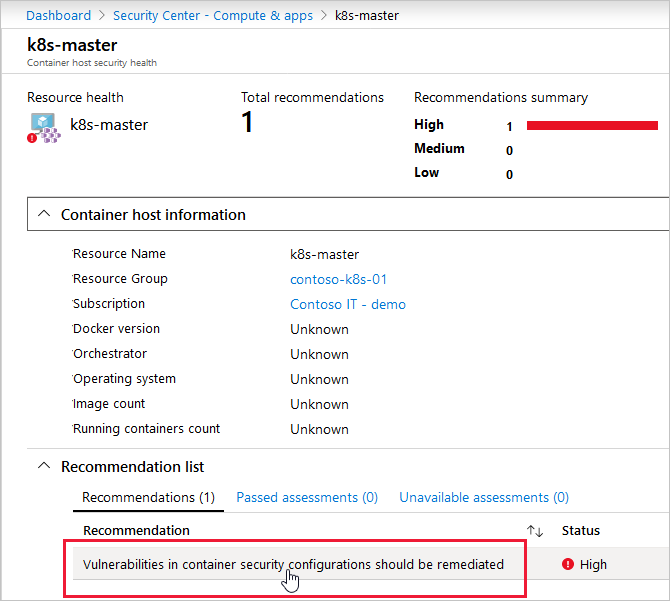 Dashboard > Security Center - Compute & apps > k8s-master
k8s-master
Container host security health
Resource health
k8s-master
Total recommendations
1
Recommendations summary
High 1
Medium 0
Low 0
Container host information
Resource Name k8s-master
Resource Group contoso-k8s-01
Subscription Contoso IT - demo
Docker version Unknown
Orchestrator Unknown
Operating system Unknown
Image count Unknown
Running containers count Unknown
Recommendation list
Recommendations (1) Passed assessments (0) Unavailable assessments (0)
Recommendation Status
Vulnerabilities in container security configurations should be remediated High